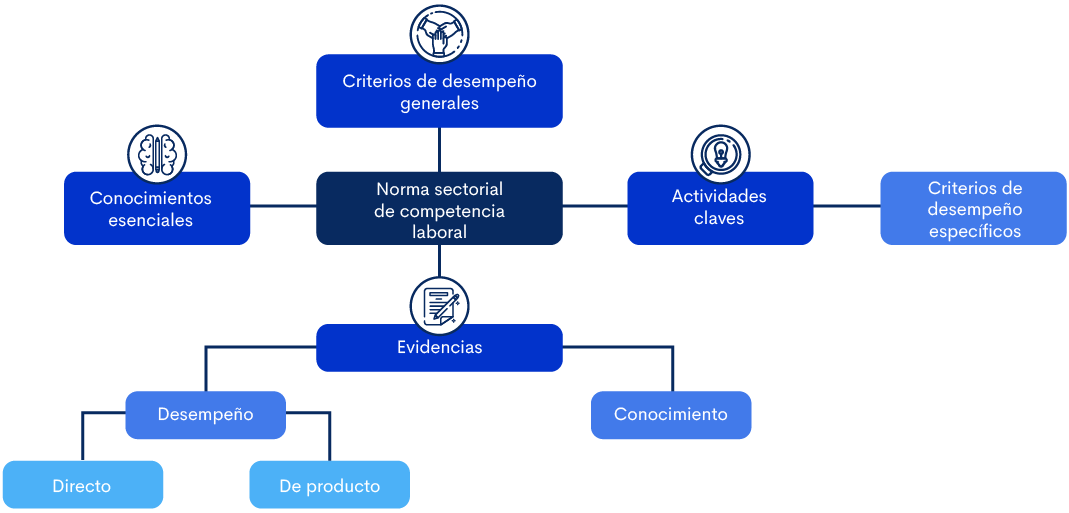 Criterios de desempeño
generales
Conocimientos
esenciales
Norma sectorial
de competencia
laboral
Actividades
claves
Criterios de
desempeño
específicos
Evidencias
Desempeño
Conocimiento
Directo
De producto